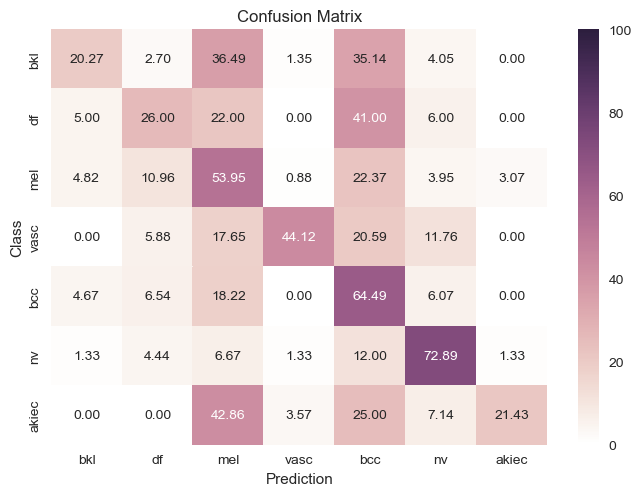 Confusion Matrix
bkl 20.27 2.70 36.49 1.35 35.14 4.05 0.00
df 5.00 26.00 22.00 0.00 41.00 6.00 0.00
mel 4.82 10.96 53.95 0.88 22.37 3.95 3.07
vasc 0.00 5.88 17.65 44.12 20.59 11.76 0.00
bcc 4.67 6.54 18.22 0.00 64.49 6.07 0.00
nv 1.33 4.44 6.67 1.33 12.00 72.89 1.33
akiec 0.00 0.00 42.86 3.57 25.00 7.14 21.43
bkl df mel vasc bcc nv akiec
Class
Prediction
100
80
60
40
20
0